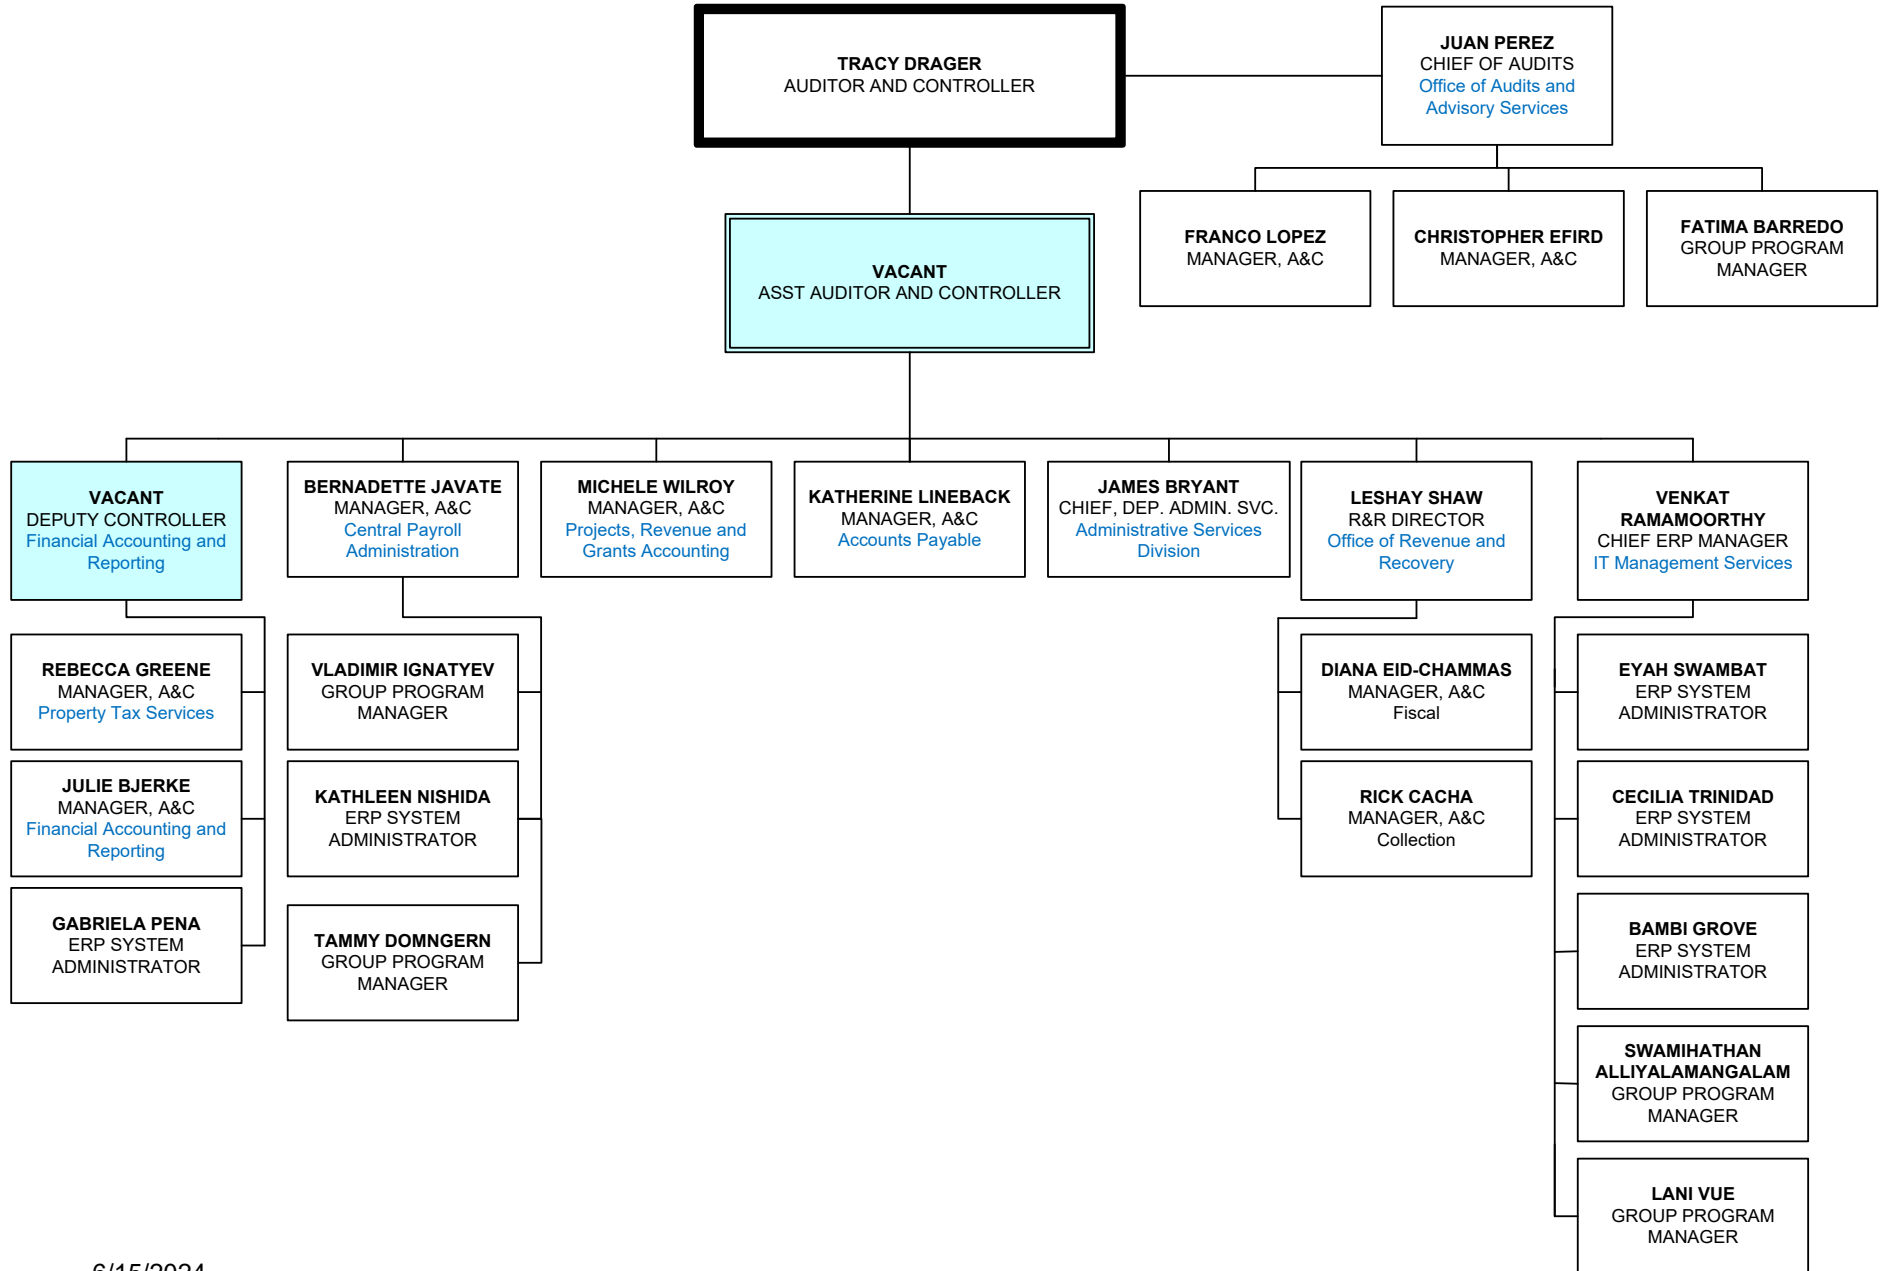 TRACY DRAGER
AUDITOR AND CONTROLLER
JUAN PEREZ
CHIEF OF AUDITS
Office of Audits and
Advisory Services
FRANCO LOPEZ
MANAGER, A&C
CHRISTOPHER EFIRD
MANAGER, A&C
FATIMA BARREDO
GROUP PROGRAM
MANAGER
VACANT
ASST AUDITOR AND CONTROLLER
VACANT
DEPUTY CONTROLLER
Financial Accounting and
Reporting
BERNADETTE JAVATE
MANAGER, A&C
Central Payroll
Administration
MICHELE WILROY
MANAGER, A&C
Projects, Revenue and
Grants Accounting
KATHERINE LINEBACK
MANAGER, A&C
Accounts Payable
JAMES BRYANT
CHIEF, DEP. ADMIN. SVC.
Administrative Services
Division
LESHAY SHAW
R&R DIRECTOR
Office of Revenue and
Recovery
VENKAT
RAMAMOORTHY
CHIEF ERP MANAGER
IT Management Services
REBECCA GREENE
MANAGER, A&C
Property Tax Services
JULIE BJERKE
MANAGER, A&C
Financial Accounting and
Reporting
GABRIELA PENA
ERP SYSTEM
ADMINISTRATOR
VLADIMIR IGNATYEV
GROUP PROGRAM
MANAGER
KATHLEEN NISHIDA
ERP SYSTEM
ADMINISTRATOR
TAMMY DOMNGERN
GROUP PROGRAM
MANAGER
DIANA EID-CHAMMAS
MANAGER, A&C
Fiscal
RICK CACHA
MANAGER, A&C
Collection
EYAH SWAMBAT
ERP SYSTEM
ADMINISTRATOR
CECILIA TRINIDAD
ERP SYSTEM
ADMINISTRATOR
BAMBI GROVE
ERP SYSTEM
ADMINISTRATOR
SWAMIHATHAN
ALLIYALAMANGALAM
GROUP PROGRAM
MANAGER
LANI VUE
GROUP PROGRAM
MANAGER
6/15/2024